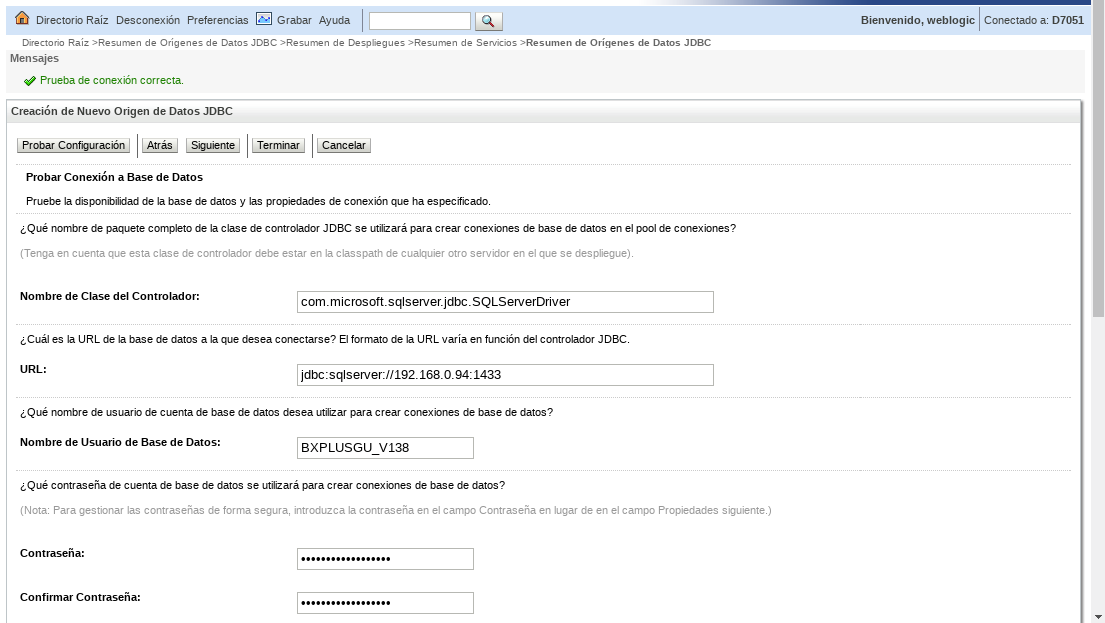 Directorio Raíz Desconexión Preferencias Grabar Ayuda Bienvenido, weblogic Conectado a: D7051
Directorio Raíz >Resumen de Orígenes de Datos JDBC >Resumen de Despliegues >Resumen de Servicios >Resumen de Orígenes de Datos JDBC
Mensajes
Prueba de conexión correcta.
Creación de Nuevo Origen de Datos JDBC
Probar Configuración Atrás Siguiente Terminar Cancelar
Probar Conexión a Base de Datos
Pruebe la disponibilidad de la base de datos y las propiedades de conexión que ha especificado.
¿Qué nombre de paquete completo de la clase de controlador JDBC se utilizará para crear conexiones de base de datos en el pool de conexiones?
(Tenga en cuenta que esta clase de controlador debe estar en la classpath de cualquier otro servidor en el que se despliegue).
Nombre de Clase del Controlador: com.microsoft.sqlserver.jdbc.SQLServerDriver
¿Cuál es la URL de la base de datos a la que desea conectarse? El formato de la URL varía en función del controlador JDBC.
URL: jdbc:sqlserver://192.168.0.94:1433
¿Qué nombre de usuario de cuenta de base de datos desea utilizar para crear conexiones de base de datos?
Nombre de Usuario de Base de Datos: BXPLUSGU_V138
¿Qué contraseña de cuenta de base de datos se utilizará para crear conexiones de base de datos?
(Nota: Para gestionar las contraseñas de forma segura, introduzca la contraseña en el campo Contraseña en lugar de en el campo Propiedades siguiente.)
Contraseña: ••••••••••••••••••
Confirmar Contraseña: ••••••••••••••••••